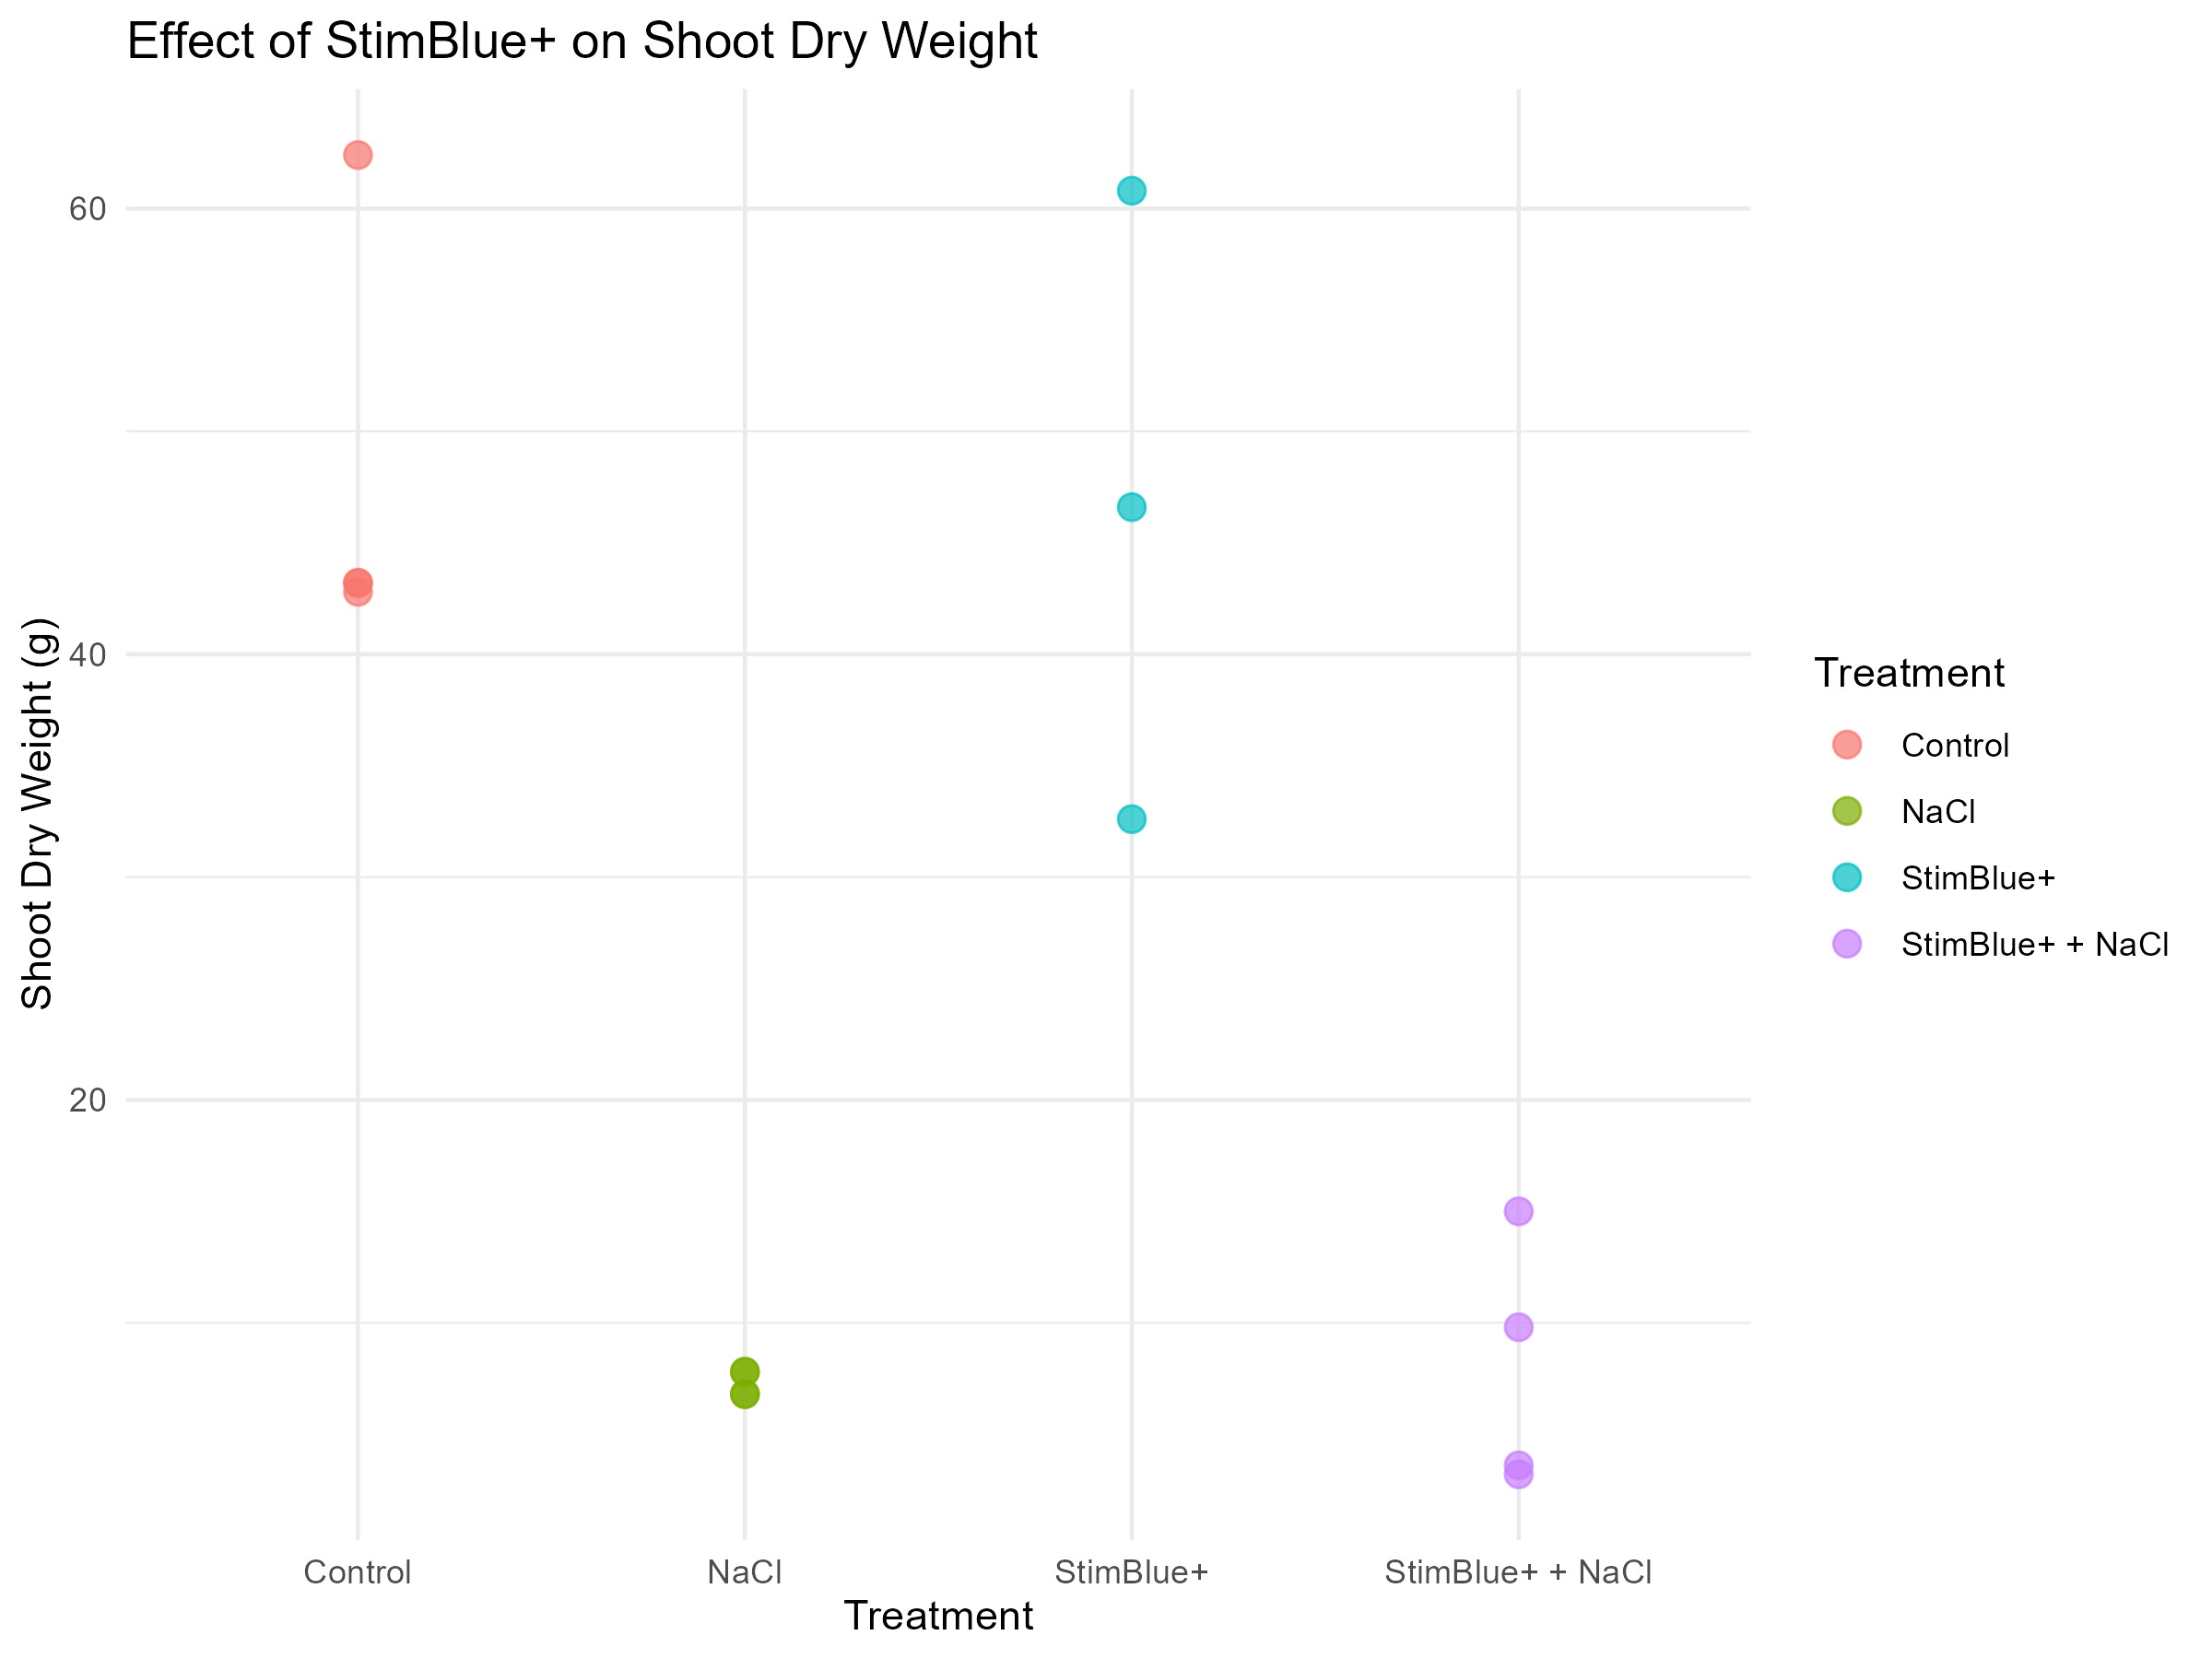 Effect of StimBlue+ on Shoot Dry Weight
Shoot Dry Weight (g)
60
40
20
Control
NaCl
StimBlue+
StimBlue+ + NaCl
Treatment
Treatment
Control
NaCl
StimBlue+
StimBlue+ + NaCl